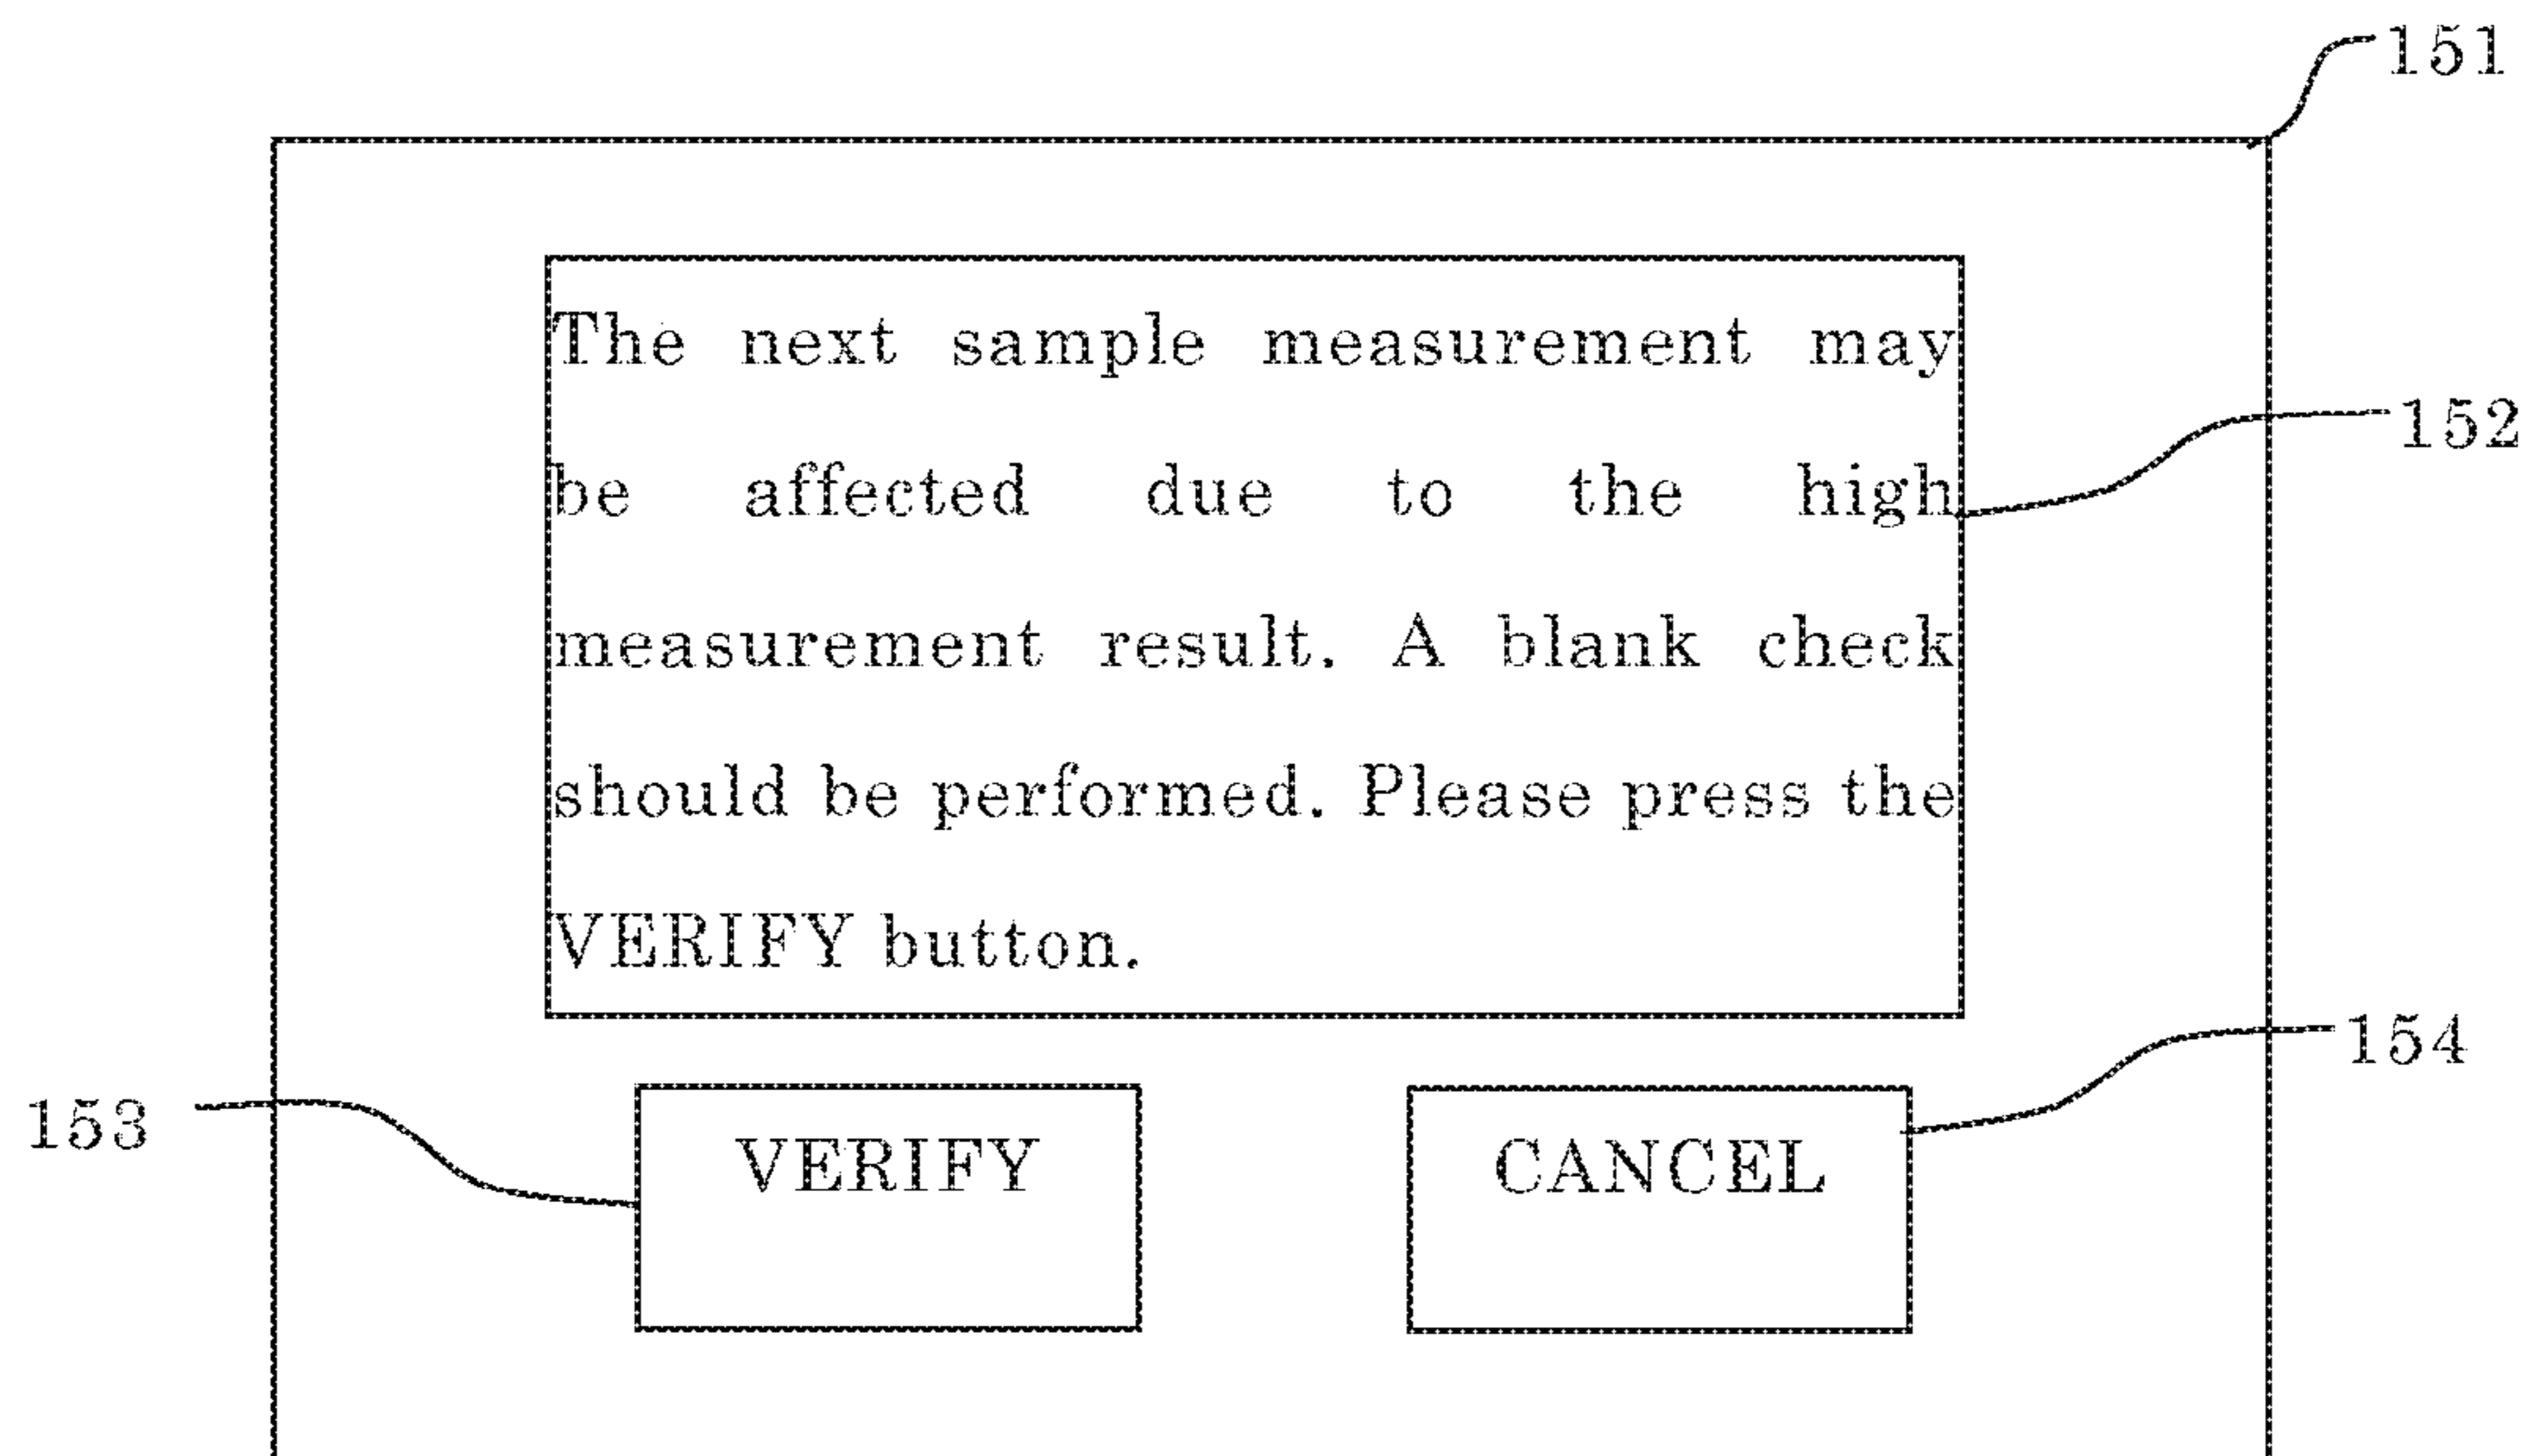 151
The next sample measurement may
be affected due to the high
152
measurement result. A blank check
should be performed. Please press the
VERIFY button.
154
153
VERIFY CANCEL